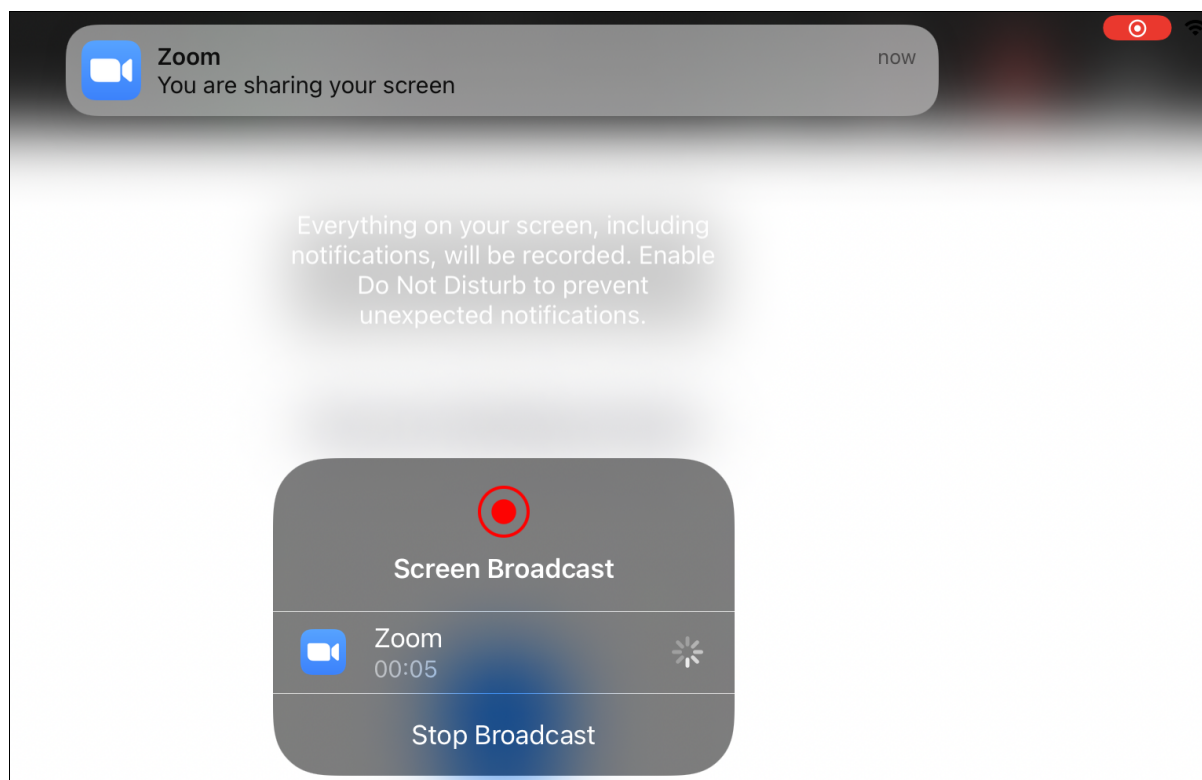 Zoom
now
You are sharing your screen
Everything on your screen, including
notifications, will be recorded. Enable
Do Not Disturb to prevent
unexpected notifications.
Screen Broadcast
Zoom
00:05
Stop Broadcast